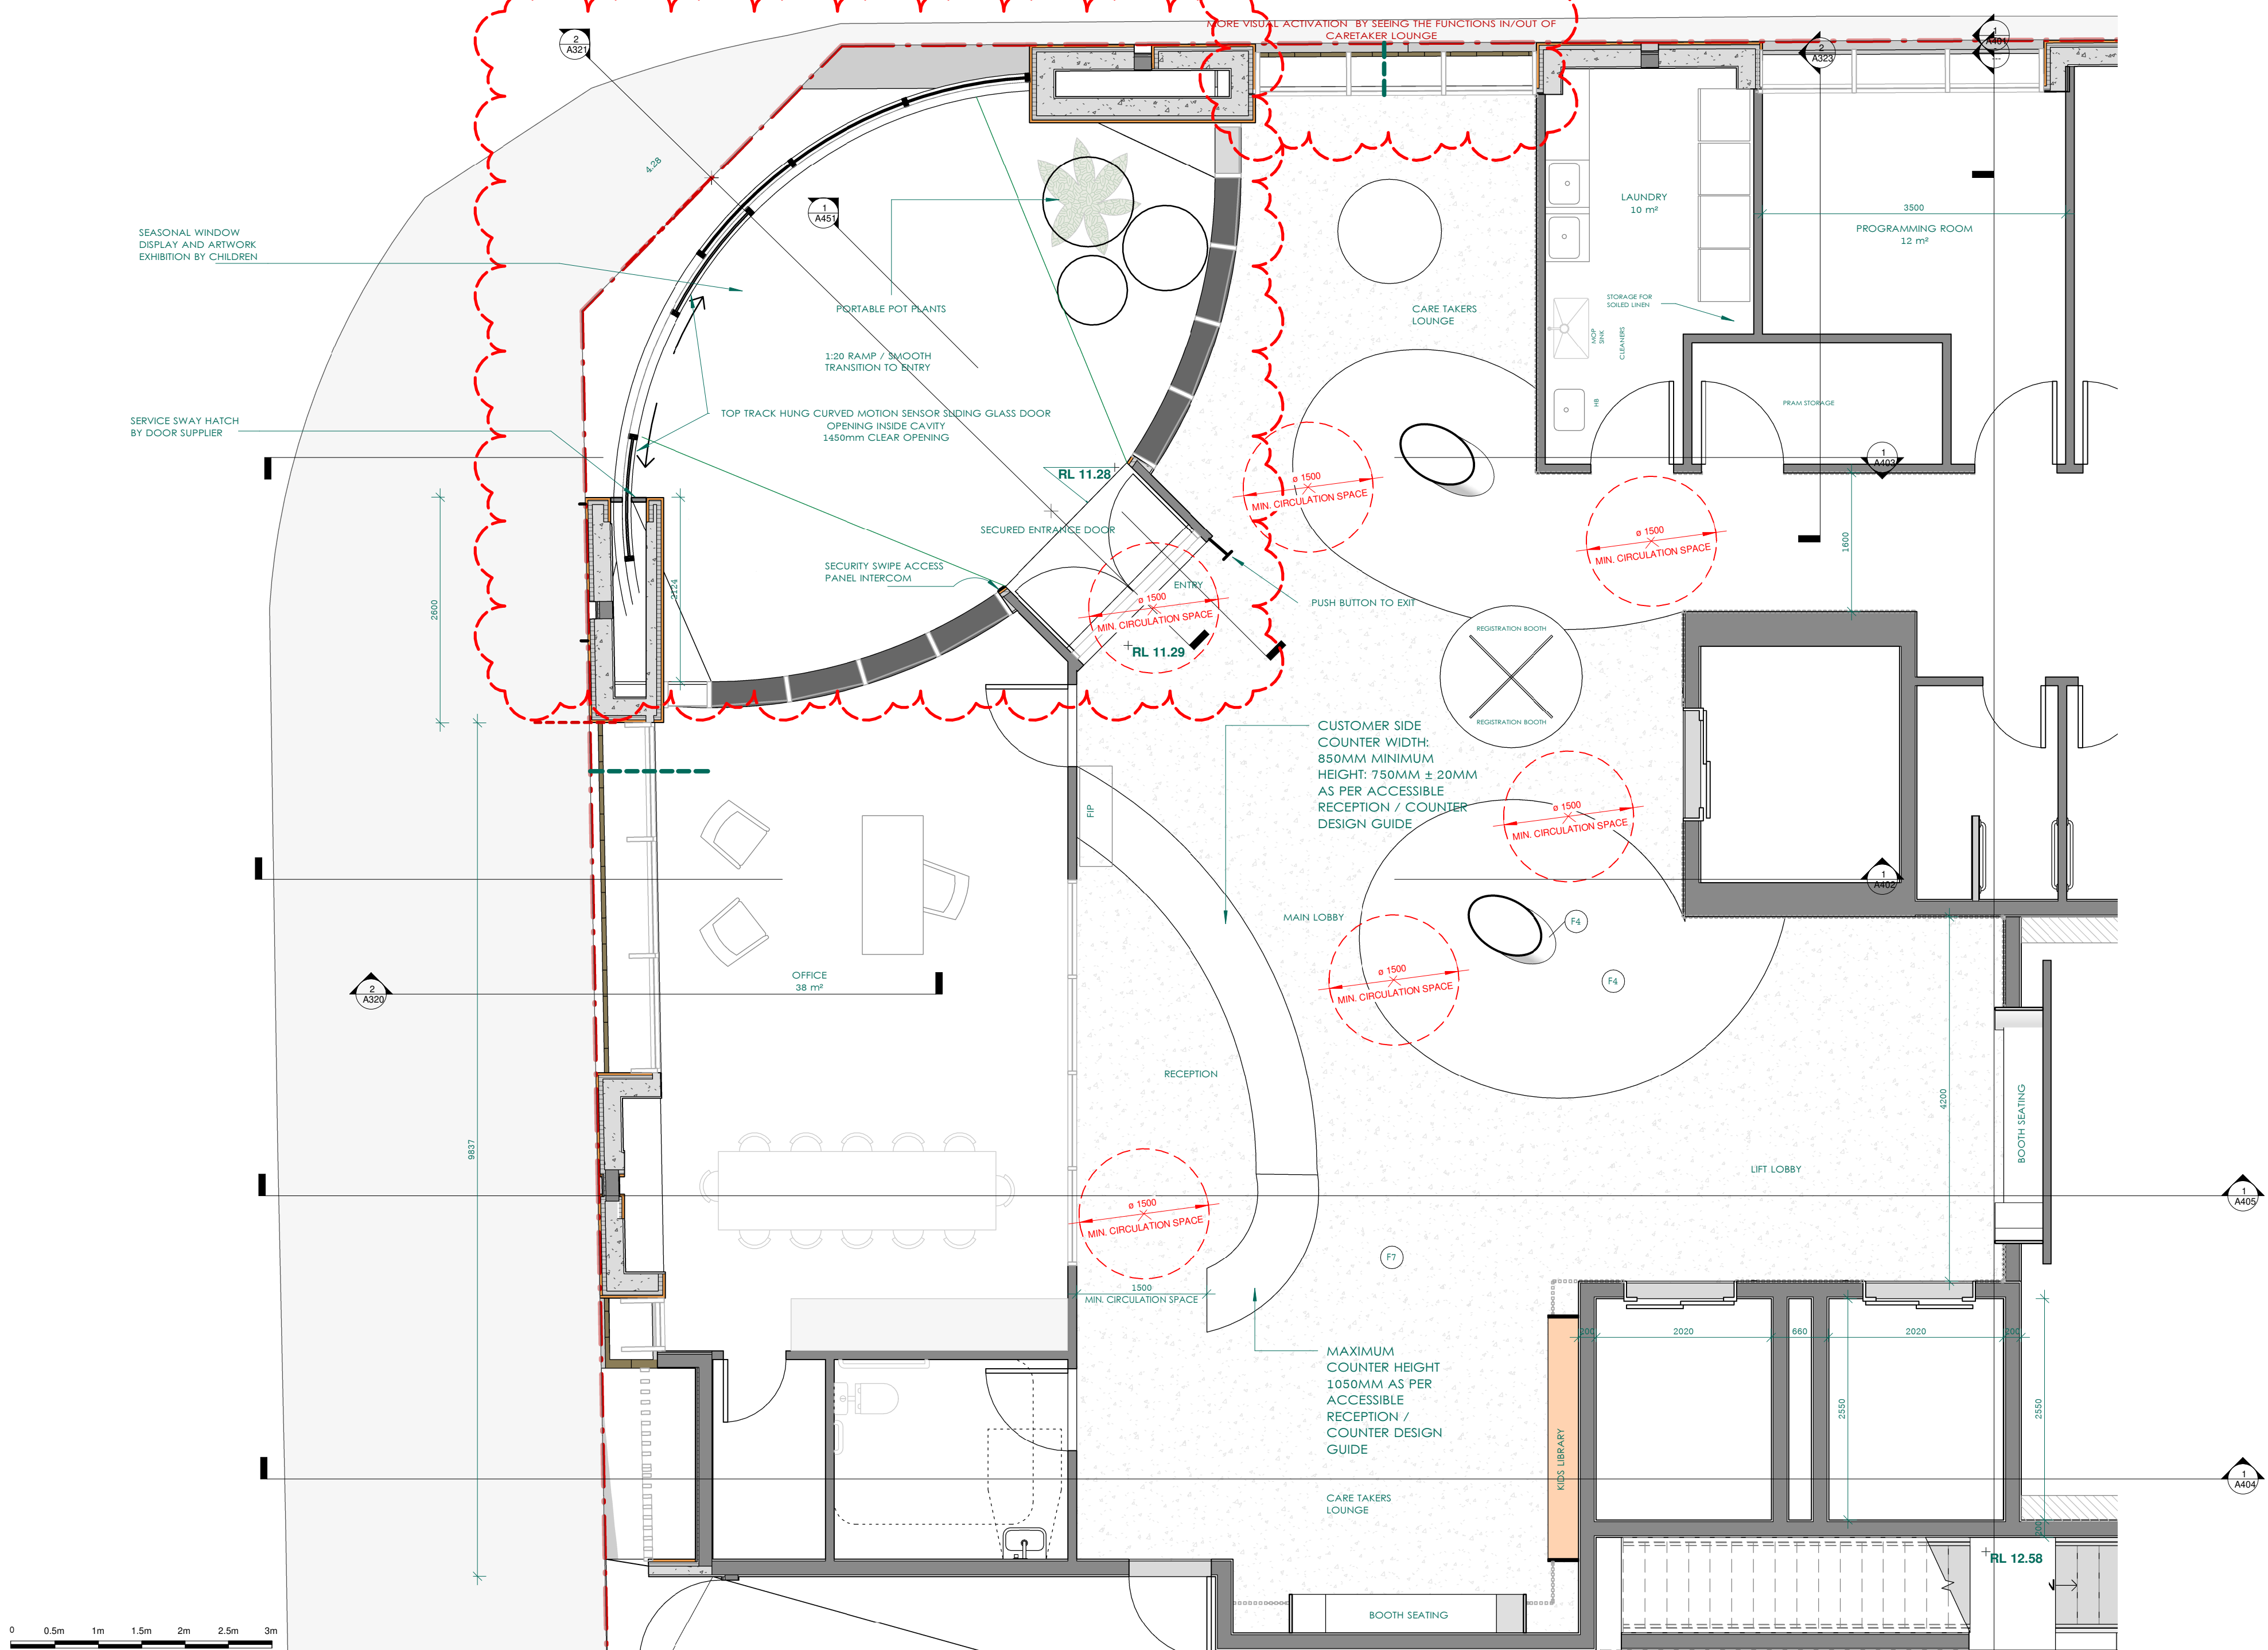 MORE VISUAL ACTIVATION BY SEEING THE FUNCTIONS IN/OUT OF
CARETAKER LOUNGE
2
A321
2
A323
1
A401
1
A451
4.28
SEASONAL WINDOW
DISPLAY AND ARTWORK
EXHIBITION BY CHILDREN
LAUNDRY
10 m²
3500
PROGRAMMING ROOM
12 m²
PORTABLE POT PLANTS
CARE TAKERS
LOUNGE
STORAGE FOR
SOILED LINEN
MOP
SINK
CLEANERS
1:20 RAMP / SMOOTH
TRANSITION TO ENTRY
HB
PRAM STORAGE
SERVICE SWAY HATCH
BY DOOR SUPPLIER
TOP TRACK HUNG CURVED MOTION SENSOR SLIDING GLASS DOOR
OPENING INSIDE CAVITY
1450mm CLEAR OPENING
1
A403
RL 11.28
ø 1500
MIN. CIRCULATION SPACE
ø 1500
MIN. CIRCULATION SPACE
1600
SECURED ENTRANCE DOOR
SECURITY SWIPE ACCESS
PANEL INTERCOM
2600
2124
ENTRY
ø 1500
MIN. CIRCULATION SPACE
PUSH BUTTON TO EXIT
RL 11.29
REGISTRATION BOOTH
REGISTRATION BOOTH
CUSTOMER SIDE
COUNTER WIDTH:
850MM MINIMUM
HEIGHT: 750MM ± 20MM
AS PER ACCESSIBLE
RECEPTION / COUNTER
DESIGN GUIDE
FIP
ø 1500
MIN. CIRCULATION SPACE
1
A402
MAIN LOBBY
F4
F4
OFFICE
38 m²
2
A320
ø 1500
MIN. CIRCULATION SPACE
RECEPTION
4200
BOOTH SEATING
9837
LIFT LOBBY
1
A405
ø 1500
MIN. CIRCULATION SPACE
F7
1500
MIN. CIRCULATION SPACE
200
2020
660
2020
200
MAXIMUM
COUNTER HEIGHT
1050MM AS PER
ACCESSIBLE
RECEPTION /
COUNTER DESIGN
GUIDE
2550
2550
KIDS LIBRARY
1
A404
CARE TAKERS
LOUNGE
200
RL 12.58
BOOTH SEATING
0 0.5m 1m 1.5m 2m 2.5m 3m